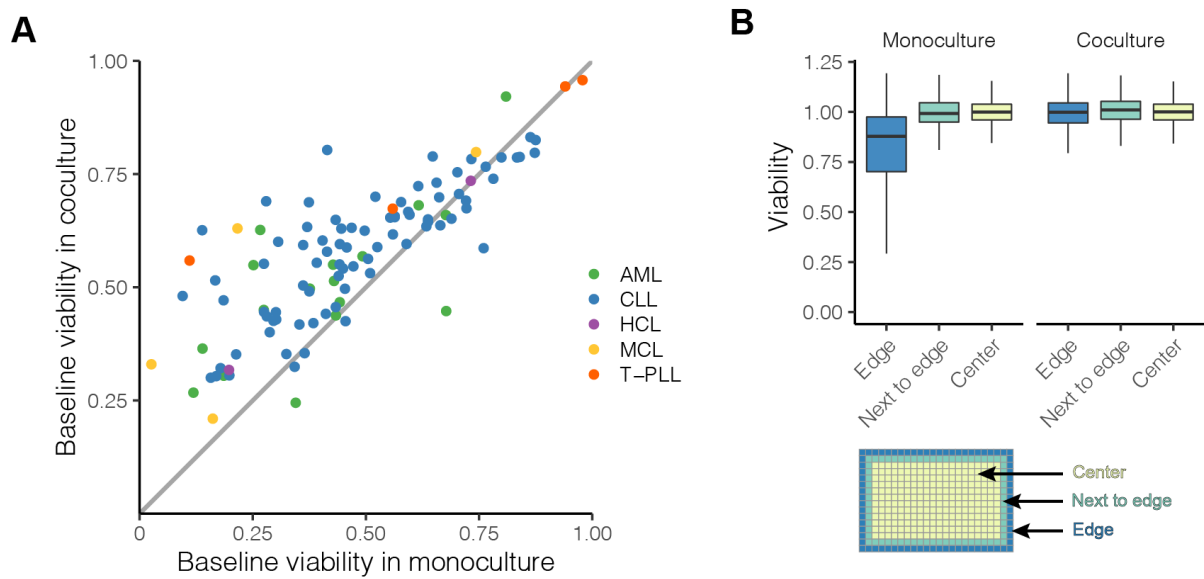 A
Baseline viability in coculture
1.00
0.75
0.50
0.25
0
0.25
0.50
0.75
1.00
Baseline viability in monoculture
AML
CLL
HCL
MCL
T−PLL
B
Monoculture
Coculture
Viability
1.25
1.00
0.75
0.50
0.25
0.00
Edge
Next to edge
Center
Edge
Next to edge
Center
Center
Next to edge
Edge